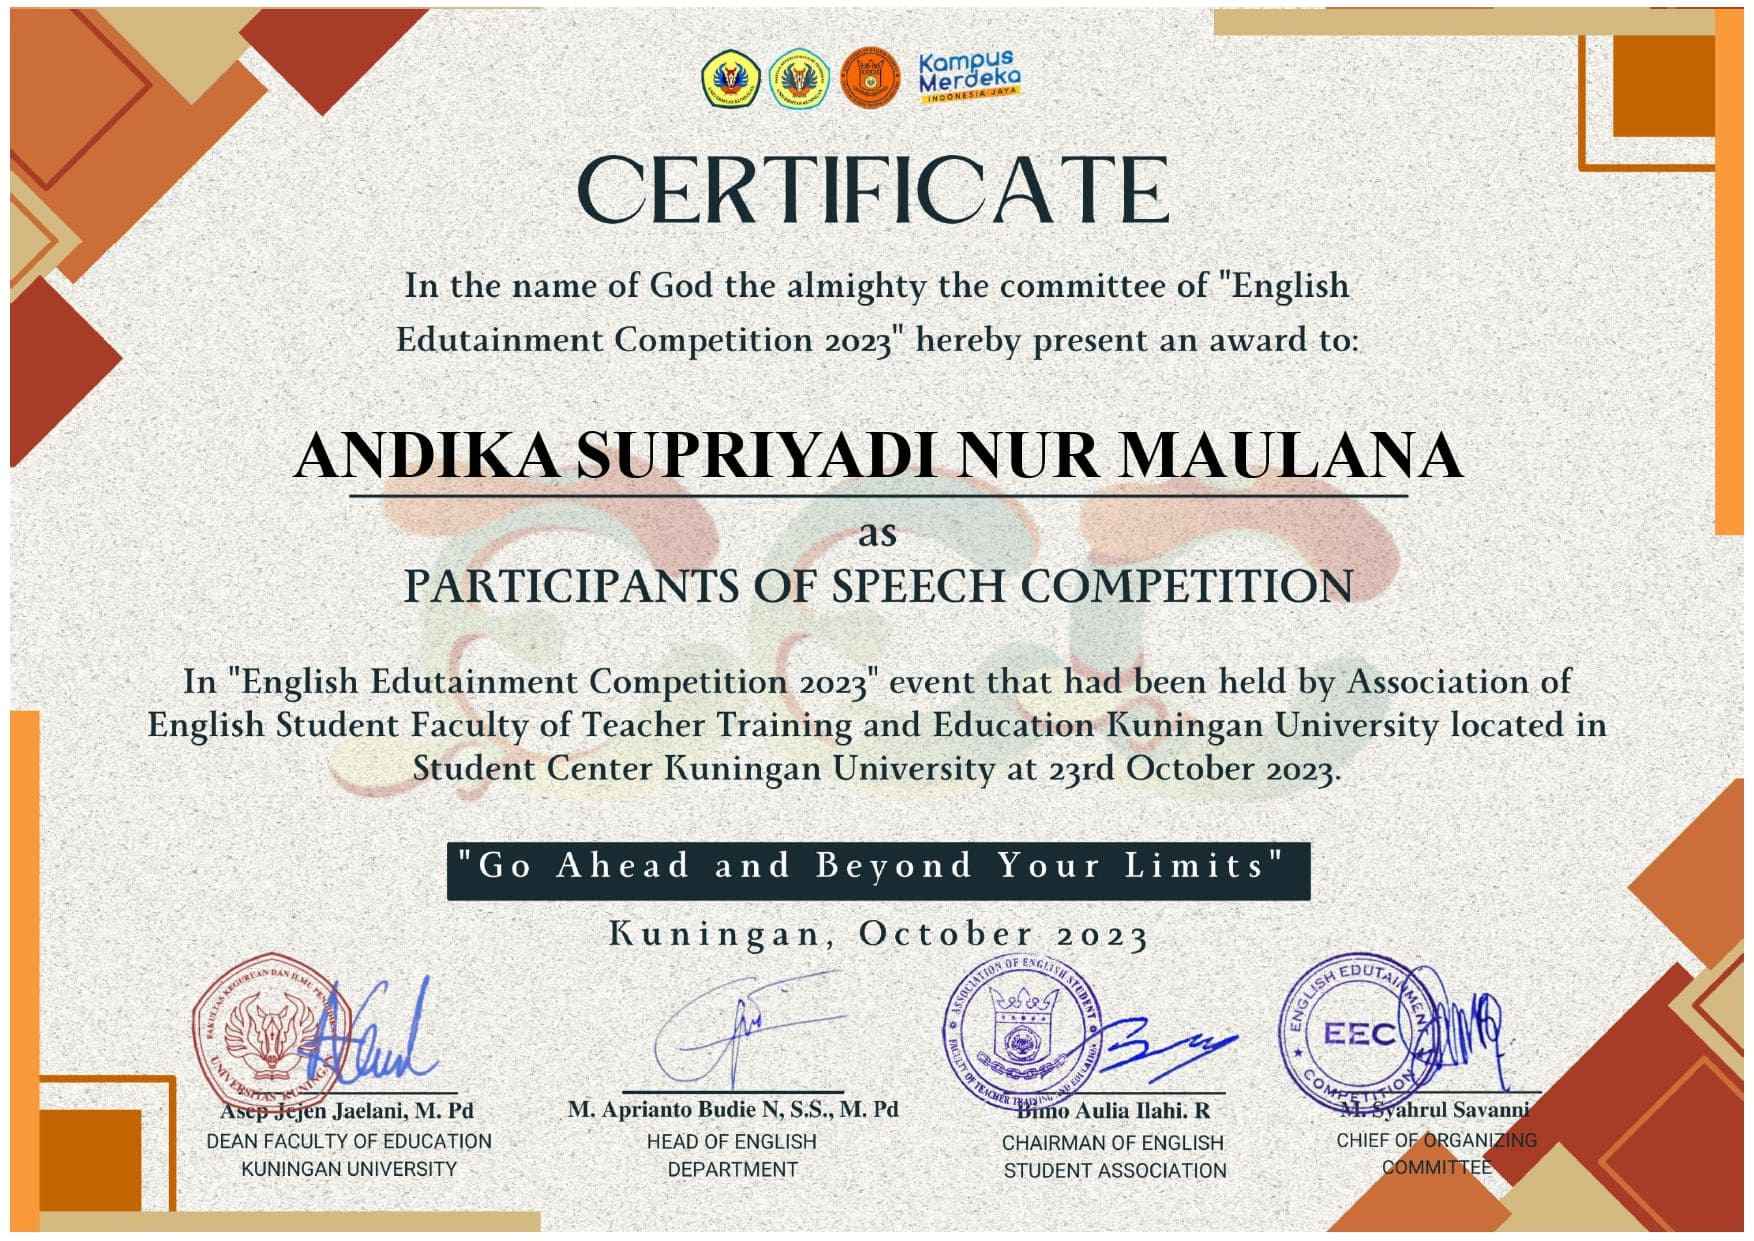 Kampus
Merdeka
INDONESIA JAYA
CERTIFICATE
In the name of God the almighty the committee of "English
Edutainment Competition 2023" hereby present an award to:
ANDIKA SUPRIYADI NUR MAULANA
as
PARTICIPANTS OF SPEECH COMPETITION
In "English Edutainment Competition 2023" event that had been held by Association of
English Student Faculty of Teacher Training and Education Kuningan University located in
Student Center Kuningan University at 23rd October 2023.
"Go Ahead and Beyond Your Limits"
Kuningan, October 2023
FAKULTAS KEGURUAN DAN ILMU PENDIDIKAN
UNIVERSITAS KUNINGAN
ASSOCIATION OF ENGLISH STUDENT
FACULTY OF TEACHER TRAINING AND EDUCATION
ENGLISH EDUTAINMENT
EEC
COMPETITION
Asep Jejen Jaelani, M. Pd
DEAN FACULTY OF EDUCATION
KUNINGAN UNIVERSITY
M. Aprianto Budie N, S.S., M. Pd
HEAD OF ENGLISH
DEPARTMENT
Bimo Aulia Ilahi. R
CHAIRMAN OF ENGLISH
STUDENT ASSOCIATION
M. Syahrul Savanni
CHIEF OF ORGANIZING
COMMITTEE